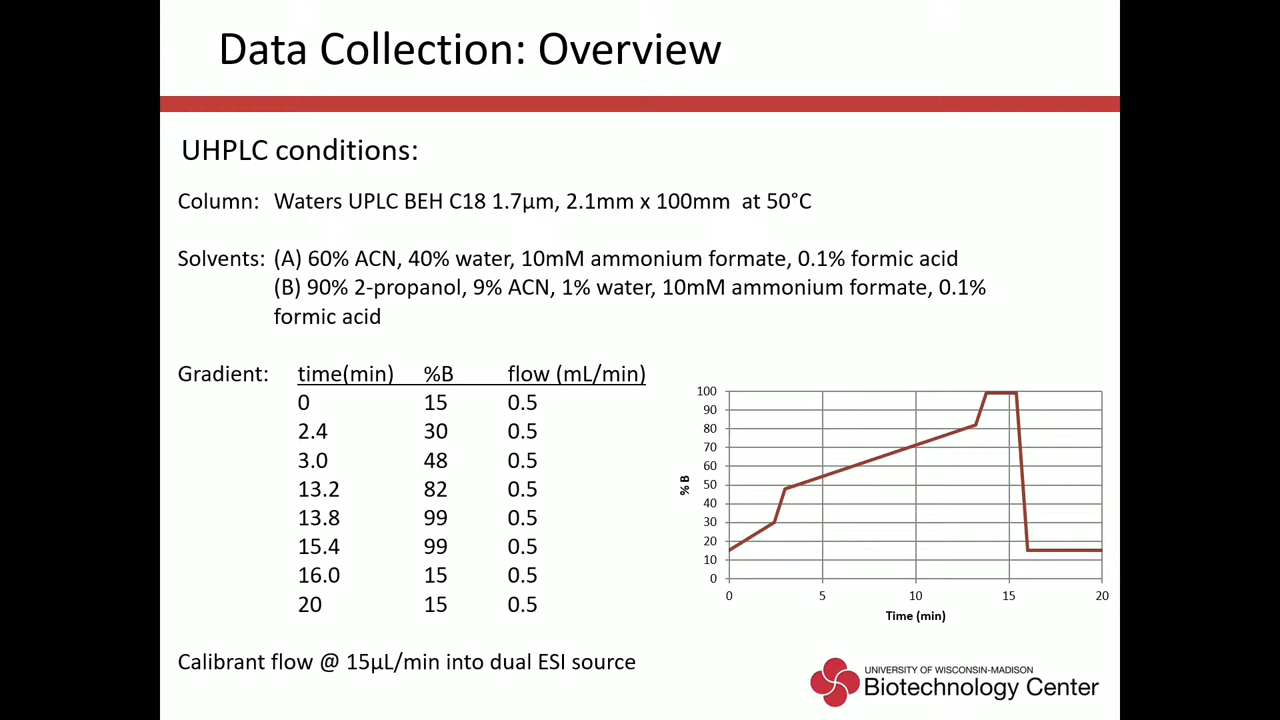 Data Collection: Overview
UHPLC conditions:
Column: Waters UPLC BEH C18 1.7µm, 2.1mm x 100mm at 50°C
Solvents: (A) 60% ACN, 40% water, 10mM ammonium formate, 0.1% formic acid
(B) 90% 2-propanol, 9% ACN, 1% water, 10mM ammonium formate, 0.1%
formic acid
Gradient: time(min) %B flow (mL/min)
0 15 0.5
2.4 30 0.5
3.0 48 0.5
13.2 82 0.5
13.8 99 0.5
15.4 99 0.5
16.0 15 0.5
20 15 0.5
100
90
80
70
60
50
40
30
20
10
0
% B
0 5 10 15 20
Time (min)
Calibrant flow @ 15µL/min into dual ESI source
UNIVERSITY OF WISCONSIN-MADISON
Biotechnology Center